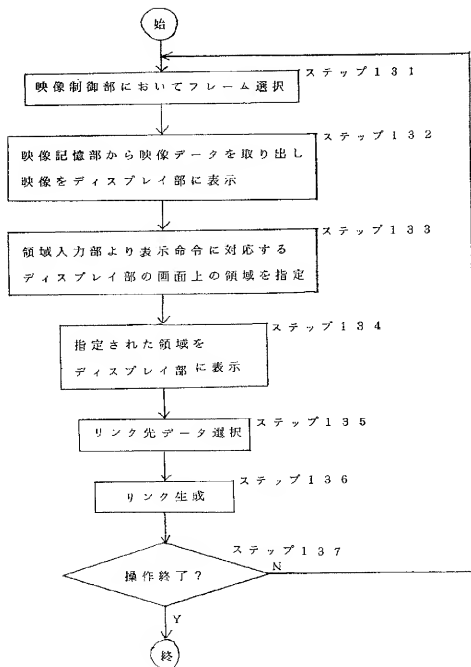 始
ステップ131
映像制御部においてフレーム選択
ステップ132
映像記憶部から映像データを取り出し
映像をディスプレイ部に表示
ステップ133
領域入力部より表示命令に対応する
ディスプレイ部の画面上の領域を指定
ステップ134
指定された領域を
ディスプレイ部に表示
ステップ135
リンク先データ選択
ステップ136
リンク生成
ステップ137
操作終了?
N
Y
終